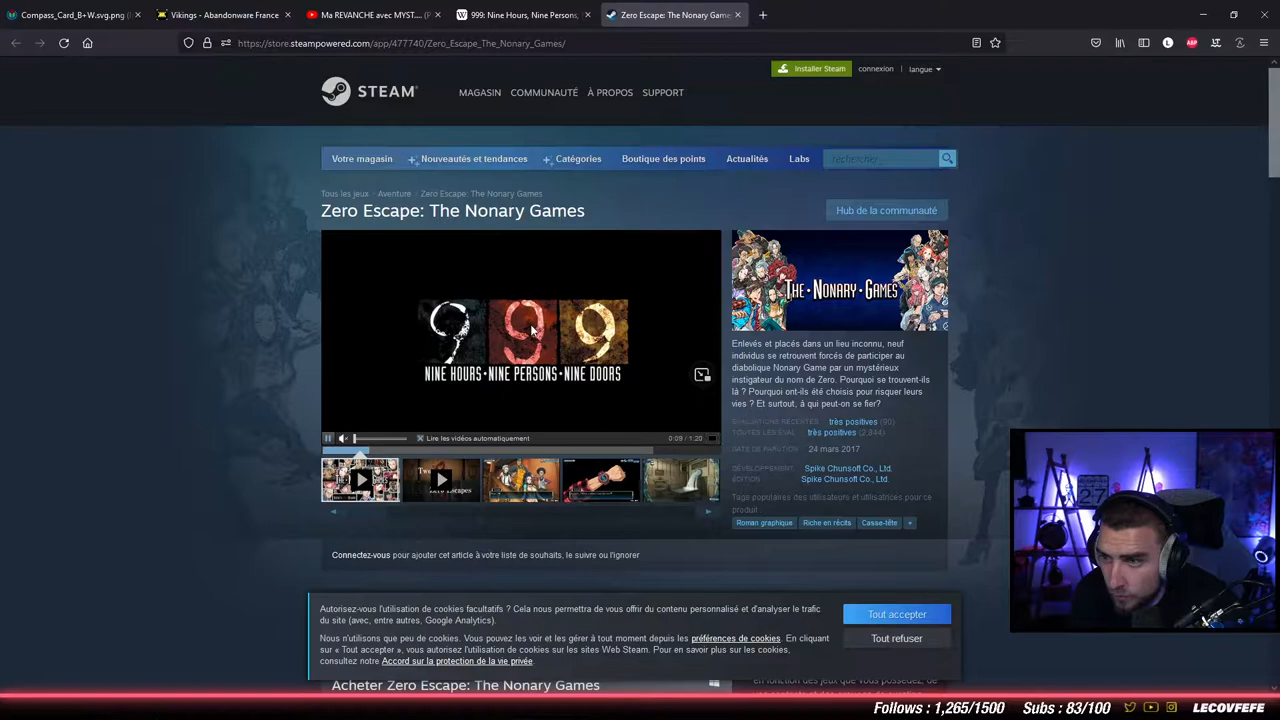 Compass_Card_B+W.svg.png (
Vikings - Abandonware France
Ma REVANCHE avec MYST.... (P
999: Nine Hours, Nine Persons,
Zero Escape: The Nonary Game
https://store.steampowered.com/app/477740/Zero_Escape_The_Nonary_Games/
Installer Steam
connexion
langue
STEAM
MAGASIN
COMMUNAUTÉ
À PROPOS
SUPPORT
Votre magasin
Nouveautés et tendances
Catégories
Boutique des points
Actualités
Labs
rechercher
Tous les jeux > Aventure > Zero Escape: The Nonary Games
Zero Escape: The Nonary Games
Hub de la communauté
999
NINE HOURS • NINE PERSONS • NINE DOORS
THE • NONARY • GAMES
Enlevés et placés dans un lieu inconnu, neuf
individus se retrouvent forcés de participer au
diabolique Nonary Game par un mystérieux
instigateur du nom de Zero. Pourquoi se trouvent-ils
là ? Pourquoi ont-ils été choisis pour risquer leurs
vies ? Et surtout, à qui peut-on se fier?
très positives (90)
TOUTES LES ÉVAL
très positives (2,844)
DATE DE PARUTION
24 mars 2017
DÉVELOPPEMENT
Spike Chunsoft Co., Ltd.
ÉDITION
Spike Chunsoft Co., Ltd.
Tags populaires des utilisateurs et utilisatrices pour ce
produit :
Roman graphique
Riche en récits
Casse-tête
+
Lire les vidéos automatiquement
0:09 / 1:20
Connectez-vous pour ajouter cet article à votre liste de souhaits, le suivre ou l'ignorer
Autorisez-vous l'utilisation de cookies facultatifs ? Cela nous permettra de vous offrir du contenu personnalisé et d'analyser le trafic
du site (avec, entre autres, Google Analytics).
Tout accepter
Nous n'utilisons que peu de cookies. Vous pouvez les voir et les gérer à tout moment depuis les préférences de cookies. En cliquant
sur « Tout accepter », vous autorisez l'utilisation de cookies sur les sites Web Steam. Pour en savoir plus sur les cookies,
consultez notre Accord sur la protection de la vie privée.
Tout refuser
Acheter Zero Escape: The Nonary Games
en fonction des jeux que vous possédez, de
27
Follows : 1,265/1500
Subs : 83/100
LECOVFEFE